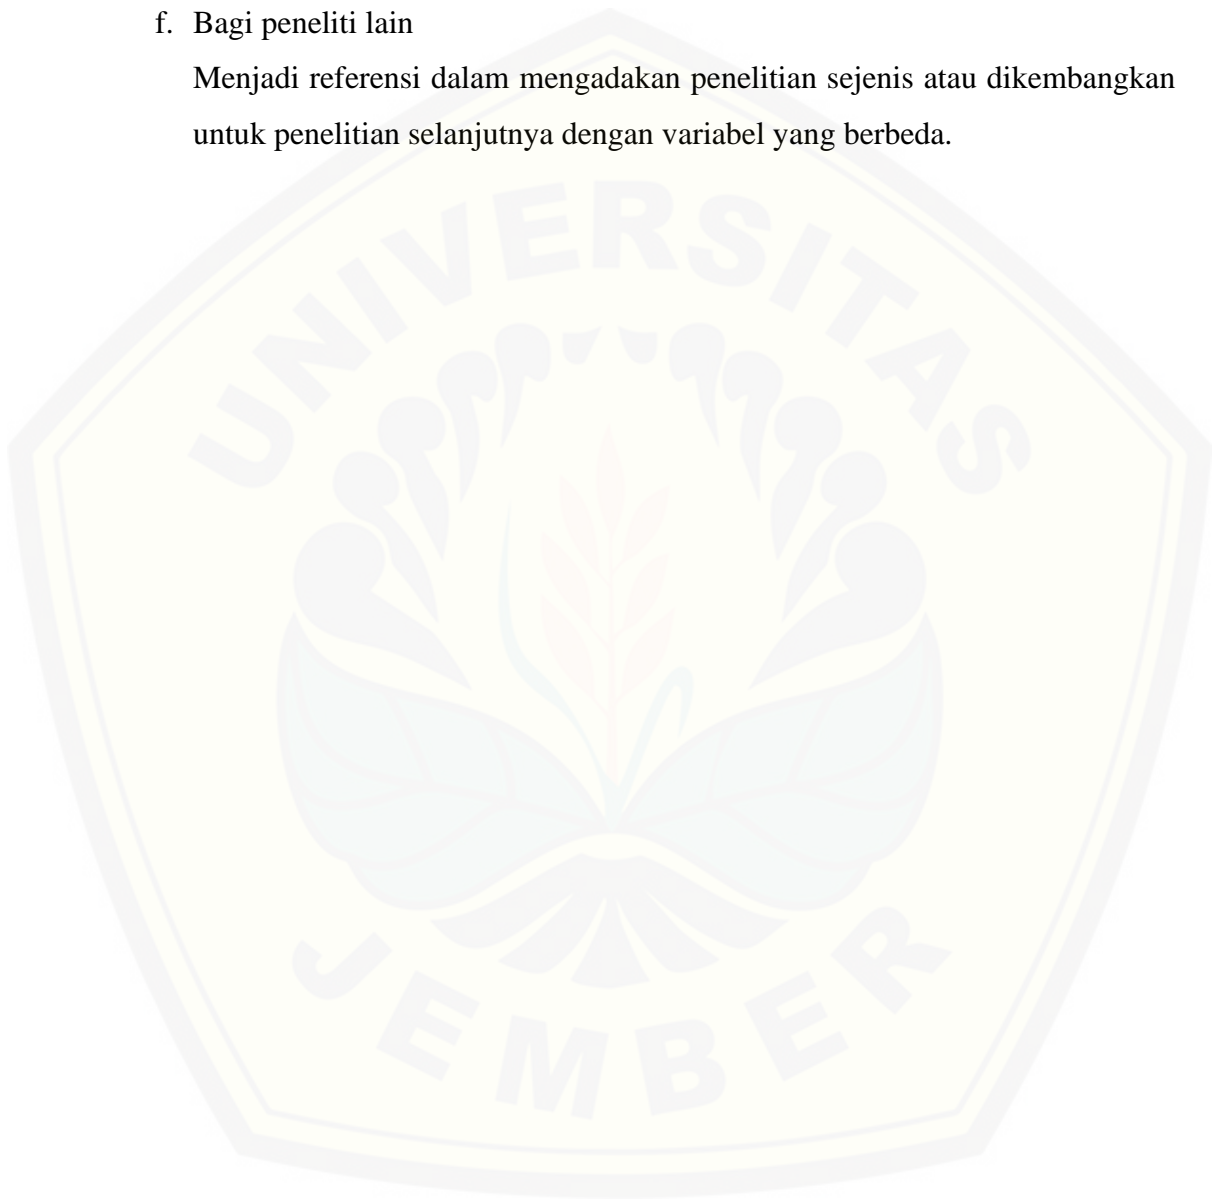 f. Bagi peneliti lain
Menjadi referensi dalam mengadakan penelitian sejenis atau dikembangkan
untuk penelitian selanjutnya dengan variabel yang berbeda.
UNIVERSITAS
JEMBER